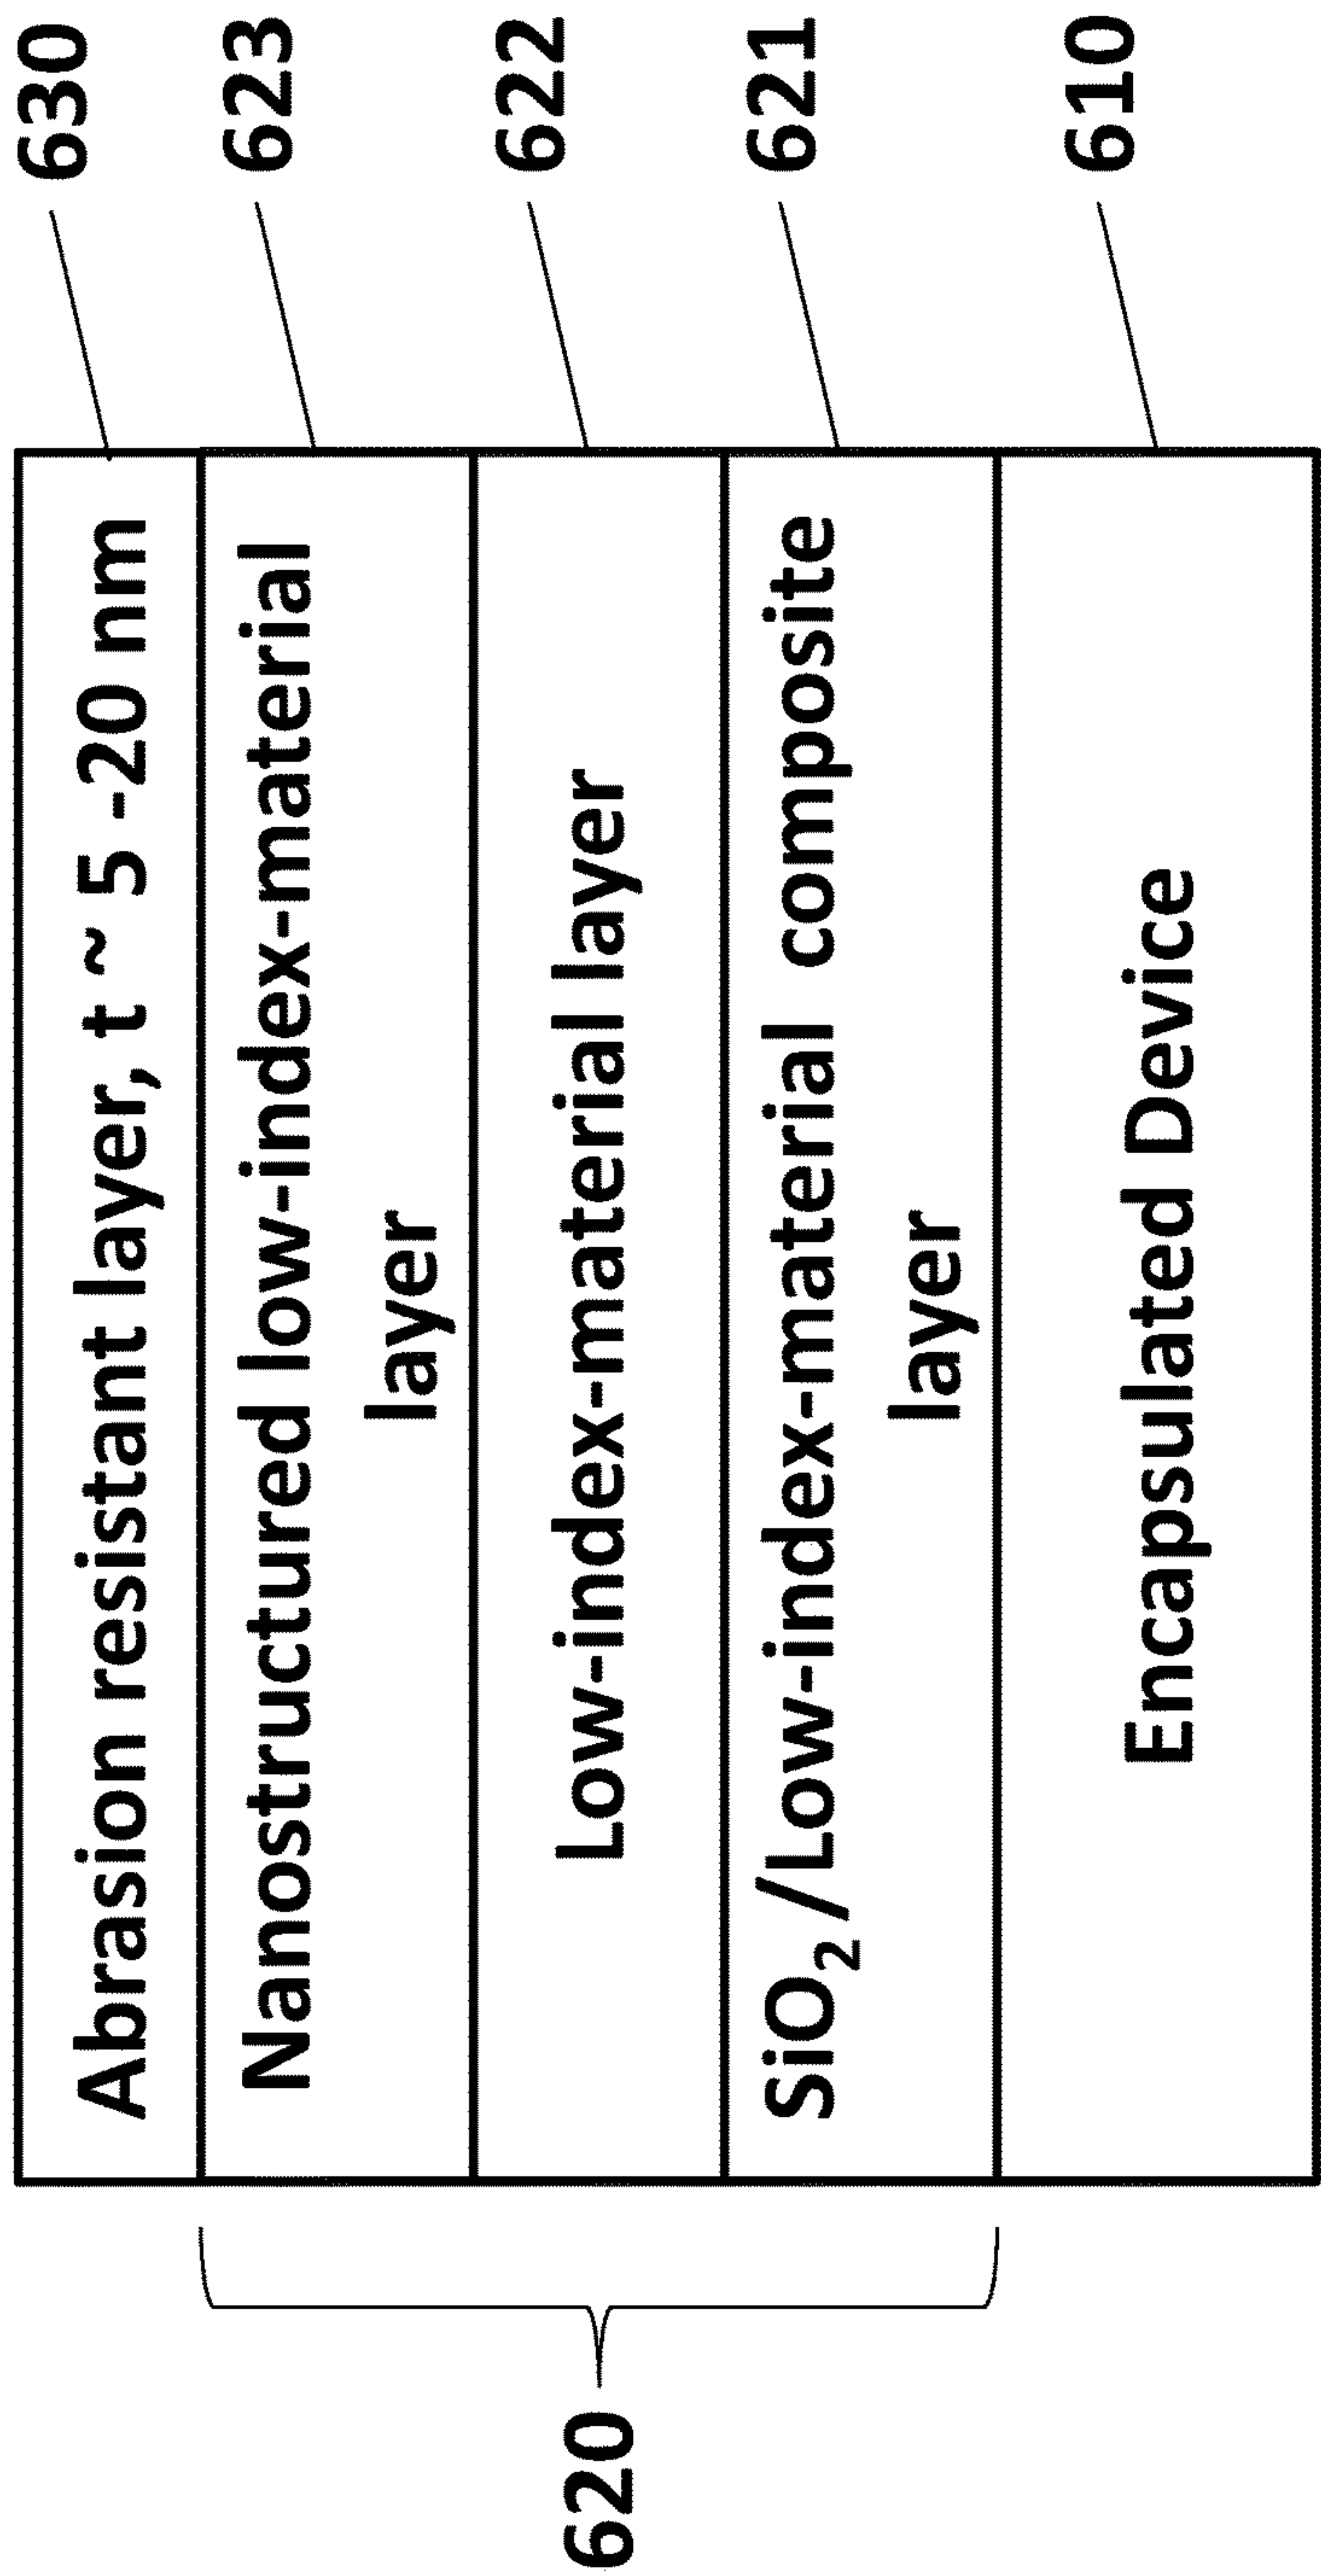 Abrasion resistant layer, t ~ 5 -20 nm
630
Nanostructured low-index-material
layer
623
Low-index-material layer
622
SiO₂ /Low-index-material composite
layer
621
Encapsulated Device
610
620